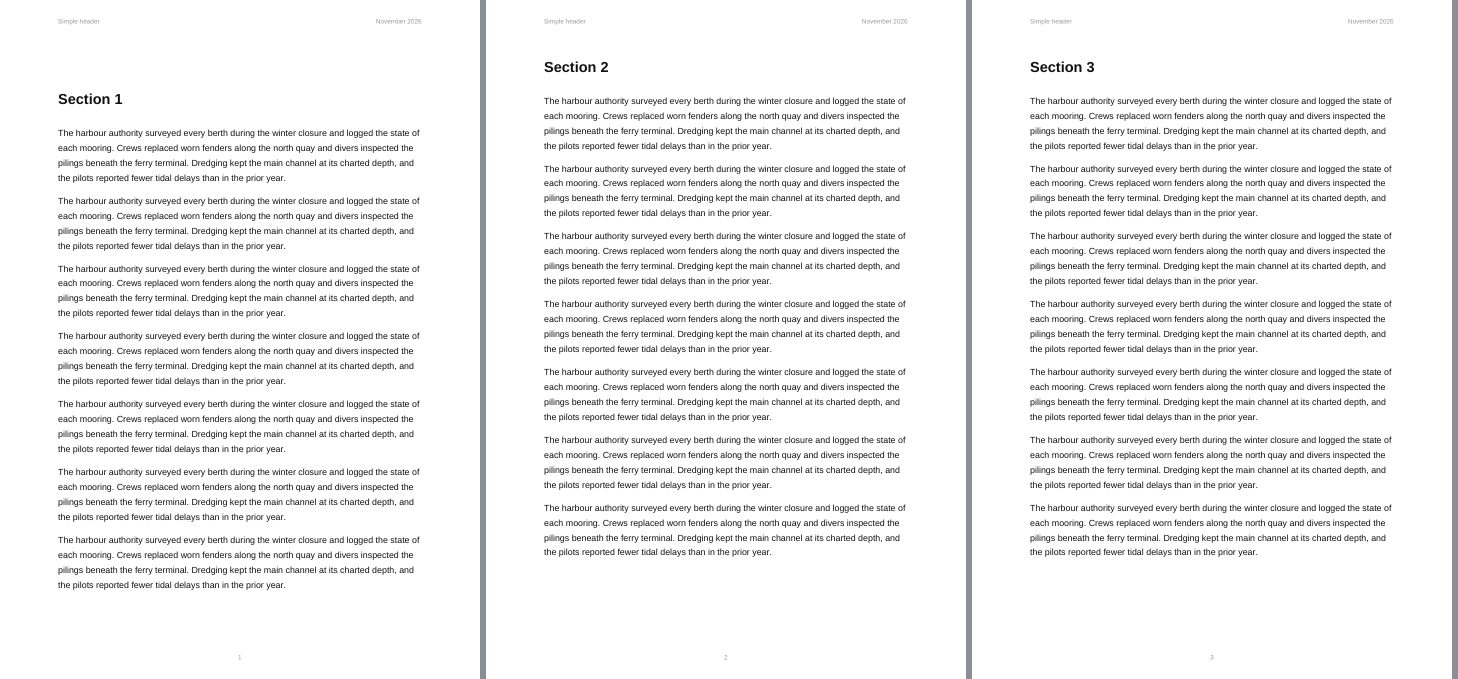 Simple header November 2026
Section 1
The harbour authority surveyed every berth during the winter closure and logged the state of
each mooring. Crews replaced worn fenders along the north quay and divers inspected the
pilings beneath the ferry terminal. Dredging kept the main channel at its charted depth, and
the pilots reported fewer tidal delays than in the prior year.
The harbour authority surveyed every berth during the winter closure and logged the state of
each mooring. Crews replaced worn fenders along the north quay and divers inspected the
pilings beneath the ferry terminal. Dredging kept the main channel at its charted depth, and
the pilots reported fewer tidal delays than in the prior year.
The harbour authority surveyed every berth during the winter closure and logged the state of
each mooring. Crews replaced worn fenders along the north quay and divers inspected the
pilings beneath the ferry terminal. Dredging kept the main channel at its charted depth, and
the pilots reported fewer tidal delays than in the prior year.
The harbour authority surveyed every berth during the winter closure and logged the state of
each mooring. Crews replaced worn fenders along the north quay and divers inspected the
pilings beneath the ferry terminal. Dredging kept the main channel at its charted depth, and
the pilots reported fewer tidal delays than in the prior year.
The harbour authority surveyed every berth during the winter closure and logged the state of
each mooring. Crews replaced worn fenders along the north quay and divers inspected the
pilings beneath the ferry terminal. Dredging kept the main channel at its charted depth, and
the pilots reported fewer tidal delays than in the prior year.
The harbour authority surveyed every berth during the winter closure and logged the state of
each mooring. Crews replaced worn fenders along the north quay and divers inspected the
pilings beneath the ferry terminal. Dredging kept the main channel at its charted depth, and
the pilots reported fewer tidal delays than in the prior year.
The harbour authority surveyed every berth during the winter closure and logged the state of
each mooring. Crews replaced worn fenders along the north quay and divers inspected the
pilings beneath the ferry terminal. Dredging kept the main channel at its charted depth, and
the pilots reported fewer tidal delays than in the prior year.
1
Simple header November 2026
Section 2
The harbour authority surveyed every berth during the winter closure and logged the state of
each mooring. Crews replaced worn fenders along the north quay and divers inspected the
pilings beneath the ferry terminal. Dredging kept the main channel at its charted depth, and
the pilots reported fewer tidal delays than in the prior year.
The harbour authority surveyed every berth during the winter closure and logged the state of
each mooring. Crews replaced worn fenders along the north quay and divers inspected the
pilings beneath the ferry terminal. Dredging kept the main channel at its charted depth, and
the pilots reported fewer tidal delays than in the prior year.
The harbour authority surveyed every berth during the winter closure and logged the state of
each mooring. Crews replaced worn fenders along the north quay and divers inspected the
pilings beneath the ferry terminal. Dredging kept the main channel at its charted depth, and
the pilots reported fewer tidal delays than in the prior year.
The harbour authority surveyed every berth during the winter closure and logged the state of
each mooring. Crews replaced worn fenders along the north quay and divers inspected the
pilings beneath the ferry terminal. Dredging kept the main channel at its charted depth, and
the pilots reported fewer tidal delays than in the prior year.
The harbour authority surveyed every berth during the winter closure and logged the state of
each mooring. Crews replaced worn fenders along the north quay and divers inspected the
pilings beneath the ferry terminal. Dredging kept the main channel at its charted depth, and
the pilots reported fewer tidal delays than in the prior year.
The harbour authority surveyed every berth during the winter closure and logged the state of
each mooring. Crews replaced worn fenders along the north quay and divers inspected the
pilings beneath the ferry terminal. Dredging kept the main channel at its charted depth, and
the pilots reported fewer tidal delays than in the prior year.
The harbour authority surveyed every berth during the winter closure and logged the state of
each mooring. Crews replaced worn fenders along the north quay and divers inspected the
pilings beneath the ferry terminal. Dredging kept the main channel at its charted depth, and
the pilots reported fewer tidal delays than in the prior year.
2
Simple header November 2026
Section 3
The harbour authority surveyed every berth during the winter closure and logged the state of
each mooring. Crews replaced worn fenders along the north quay and divers inspected the
pilings beneath the ferry terminal. Dredging kept the main channel at its charted depth, and
the pilots reported fewer tidal delays than in the prior year.
The harbour authority surveyed every berth during the winter closure and logged the state of
each mooring. Crews replaced worn fenders along the north quay and divers inspected the
pilings beneath the ferry terminal. Dredging kept the main channel at its charted depth, and
the pilots reported fewer tidal delays than in the prior year.
The harbour authority surveyed every berth during the winter closure and logged the state of
each mooring. Crews replaced worn fenders along the north quay and divers inspected the
pilings beneath the ferry terminal. Dredging kept the main channel at its charted depth, and
the pilots reported fewer tidal delays than in the prior year.
The harbour authority surveyed every berth during the winter closure and logged the state of
each mooring. Crews replaced worn fenders along the north quay and divers inspected the
pilings beneath the ferry terminal. Dredging kept the main channel at its charted depth, and
the pilots reported fewer tidal delays than in the prior year.
The harbour authority surveyed every berth during the winter closure and logged the state of
each mooring. Crews replaced worn fenders along the north quay and divers inspected the
pilings beneath the ferry terminal. Dredging kept the main channel at its charted depth, and
the pilots reported fewer tidal delays than in the prior year.
The harbour authority surveyed every berth during the winter closure and logged the state of
each mooring. Crews replaced worn fenders along the north quay and divers inspected the
pilings beneath the ferry terminal. Dredging kept the main channel at its charted depth, and
the pilots reported fewer tidal delays than in the prior year.
The harbour authority surveyed every berth during the winter closure and logged the state of
each mooring. Crews replaced worn fenders along the north quay and divers inspected the
pilings beneath the ferry terminal. Dredging kept the main channel at its charted depth, and
the pilots reported fewer tidal delays than in the prior year.
3